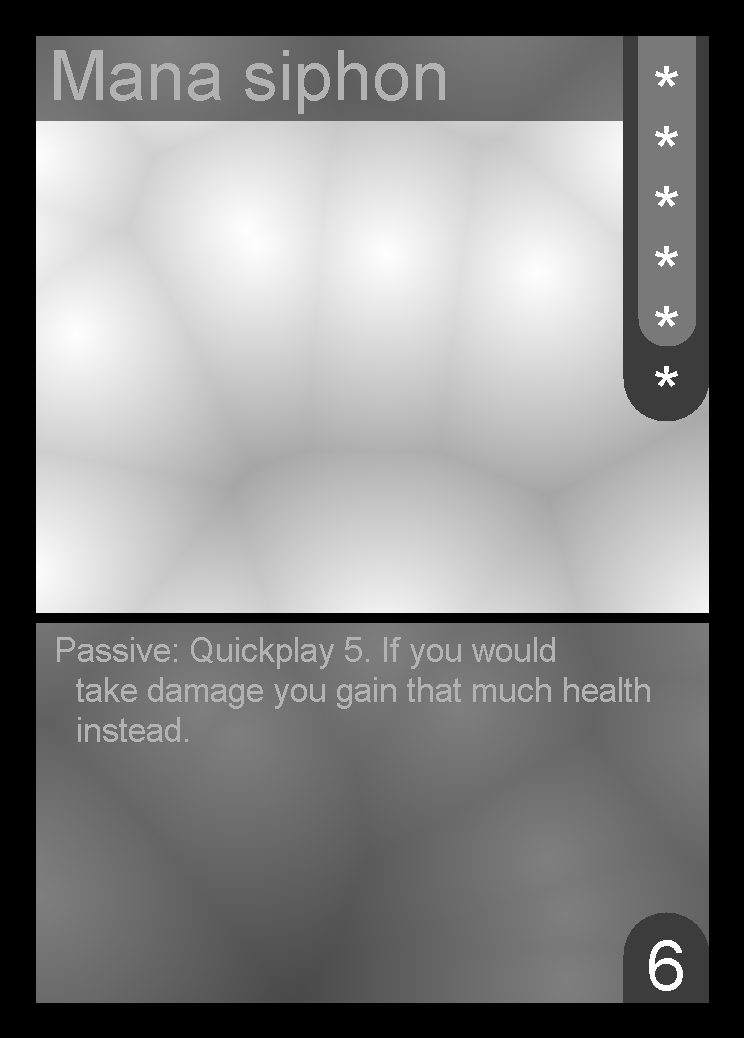 Mana siphon
*
*
*
*
*
*
Passive: Quickplay 5. If you would
take damage you gain that much health
instead.
6